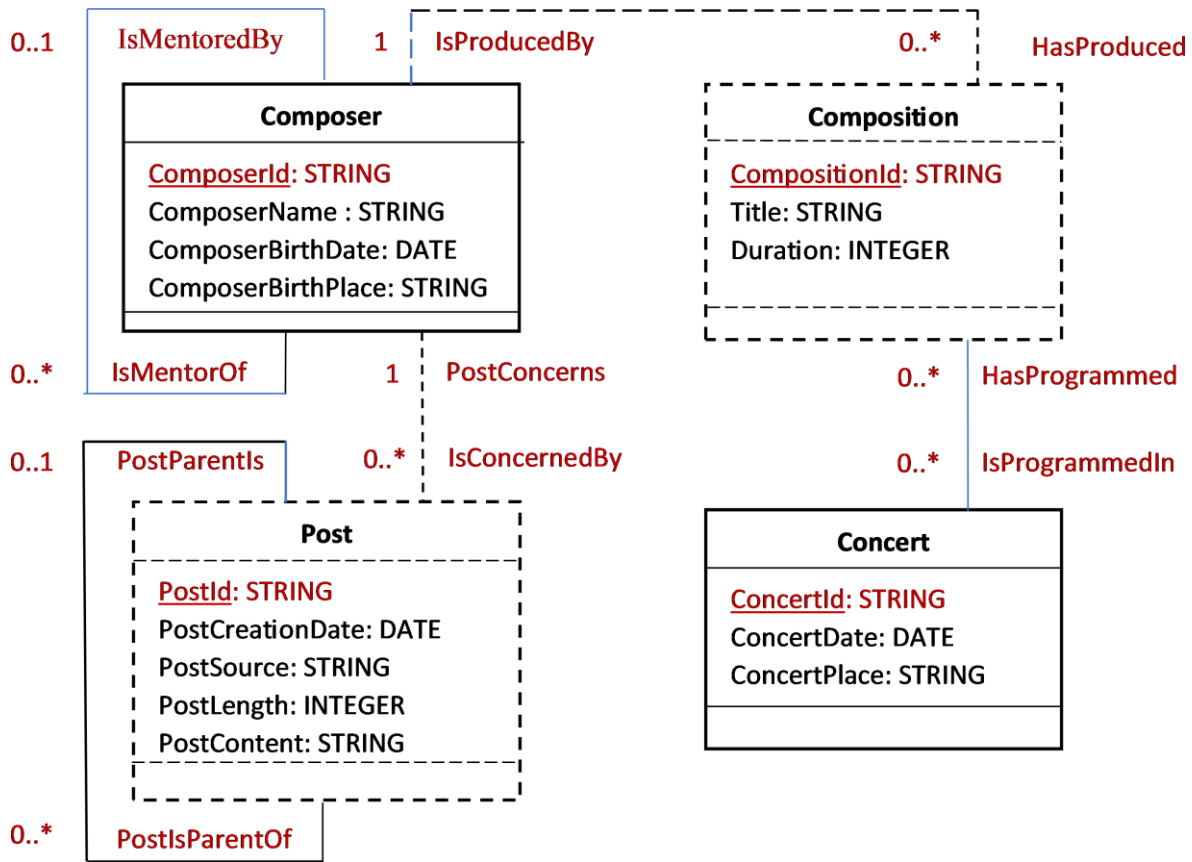 0..1 IsMentoredBy 1 IsProducedBy 0..* HasProduced
Composer
ComposerId: STRING
ComposerName : STRING
ComposerBirthDate: DATE
ComposerBirthPlace: STRING
Composition
CompositionId: STRING
Title: STRING
Duration: INTEGER
0..* IsMentorOf 1 PostConcerns 0..* HasProgrammed
0..1 PostParentIs 0..* IsConcernedBy 0..* IsProgrammedIn
Post
PostId: STRING
PostCreationDate: DATE
PostSource: STRING
PostLength: INTEGER
PostContent: STRING
Concert
ConcertId: STRING
ConcertDate: DATE
ConcertPlace: STRING
0..* PostIsParentOf